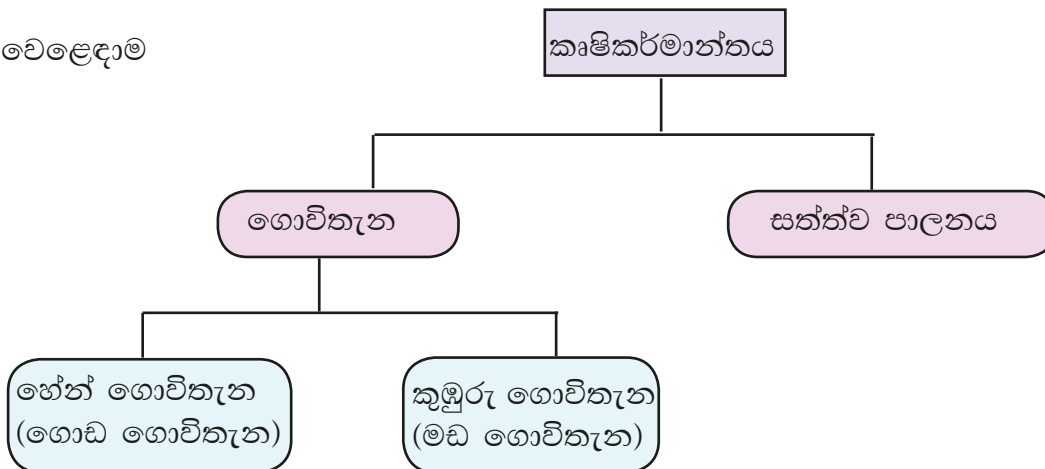 වෙළෙඳාම
කෘෂිකර්මාන්තය
ගොවිතැන
සත්ත්ව පාලනය
හේන් ගොවිතැන
(ගොඩ ගොවිතැන)
කුඹුරු ගොවිතැන
(මඩ ගොවිතැන)